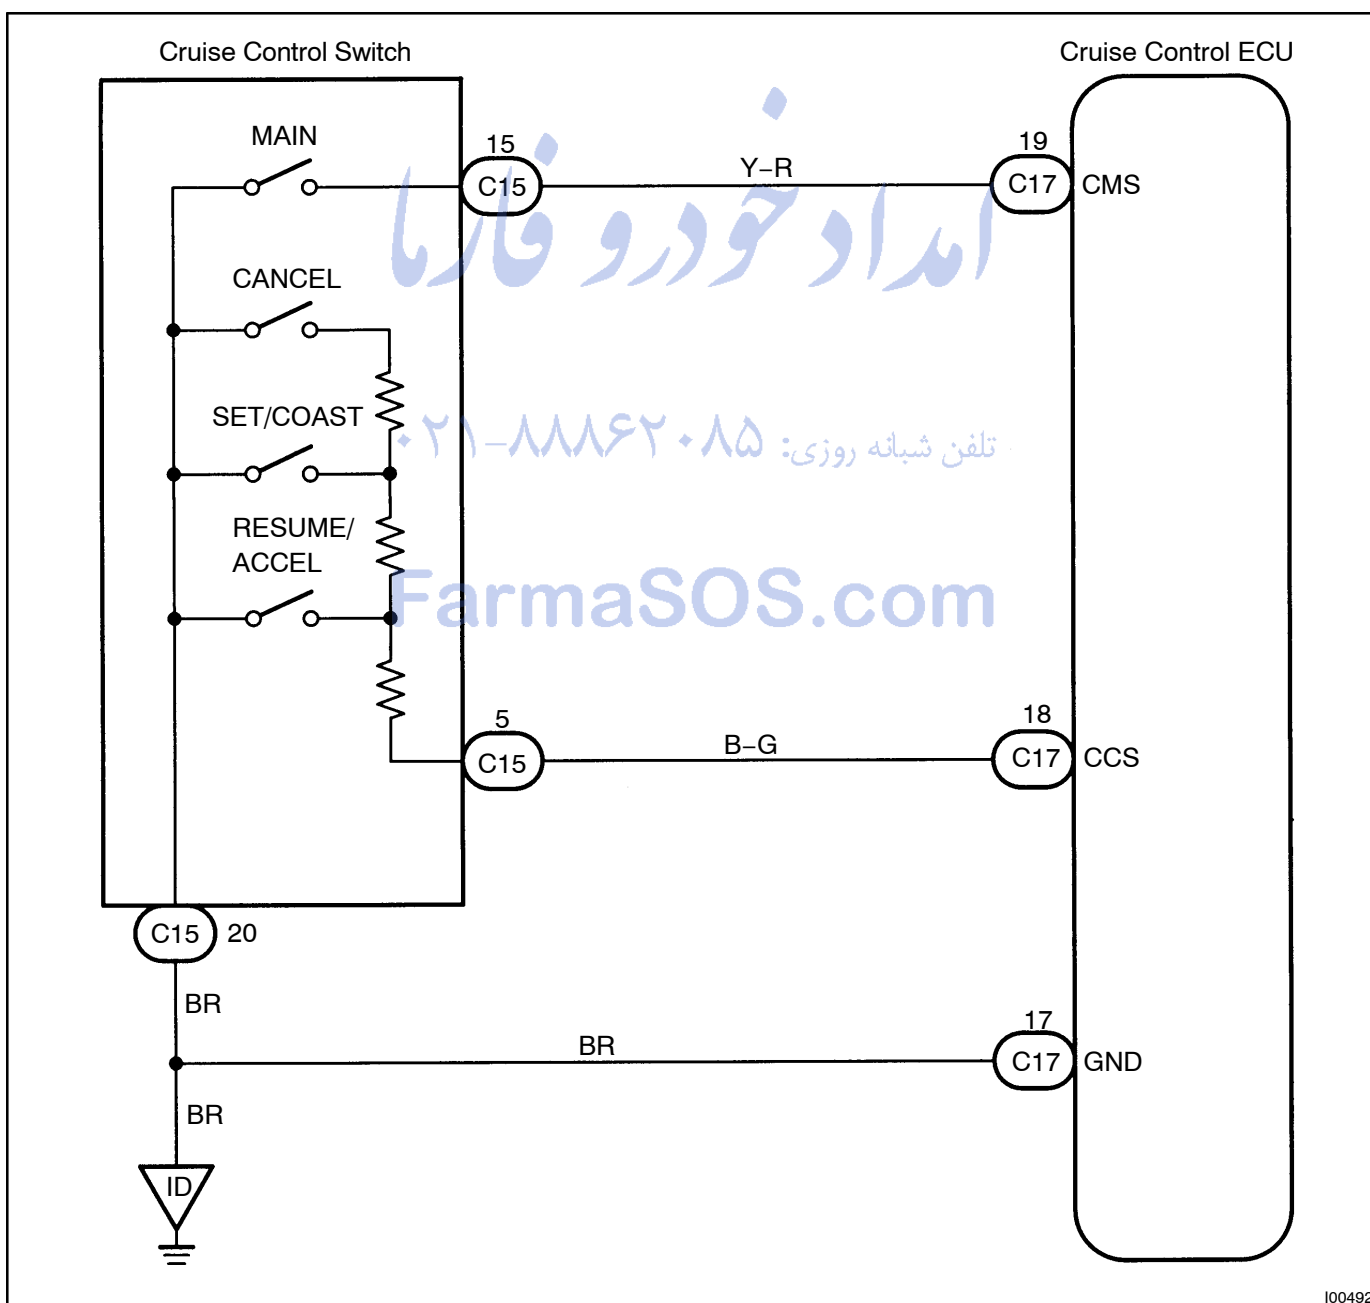 Cruise Control Switch
Cruise Control ECU
MAIN
15
C15
Y-R
19
C17
CMS
امداد خودرو فارما
CANCEL
SET/COAST
تلفن شبانه روزی: ۸۸۸۶۲۰۸۵-۰۲۱
RESUME/
ACCEL
FarmaSOS.com
5
C15
B-G
18
C17
CCS
C15
20
BR
BR
17
C17
GND
BR
ID
I00492